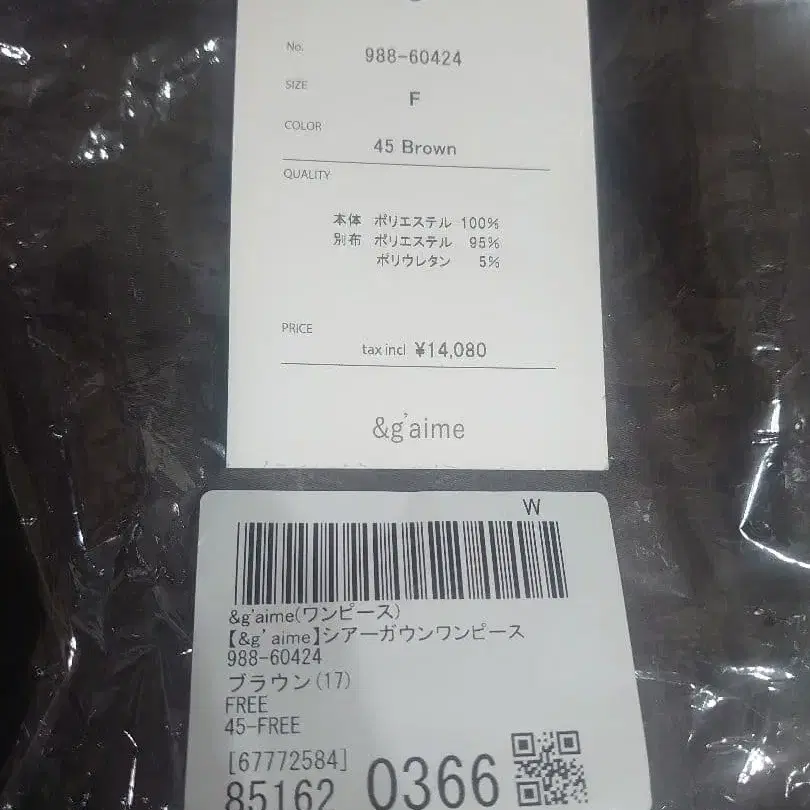 No. 988-60424
SIZE
F
COLOR
45 Brown
QUALITY
本体 ポリエステル 100%
別布 ポリエステル 95%
ポリウレタン 5%
PRICE
tax incl ¥14,080
&g'aime
W
&g'aime(ワンピース)
【&g'aime】シアーガウンワンピース
988-60424
ブラウン(17)
FREE
45-FREE
[67772584]
85162 0366